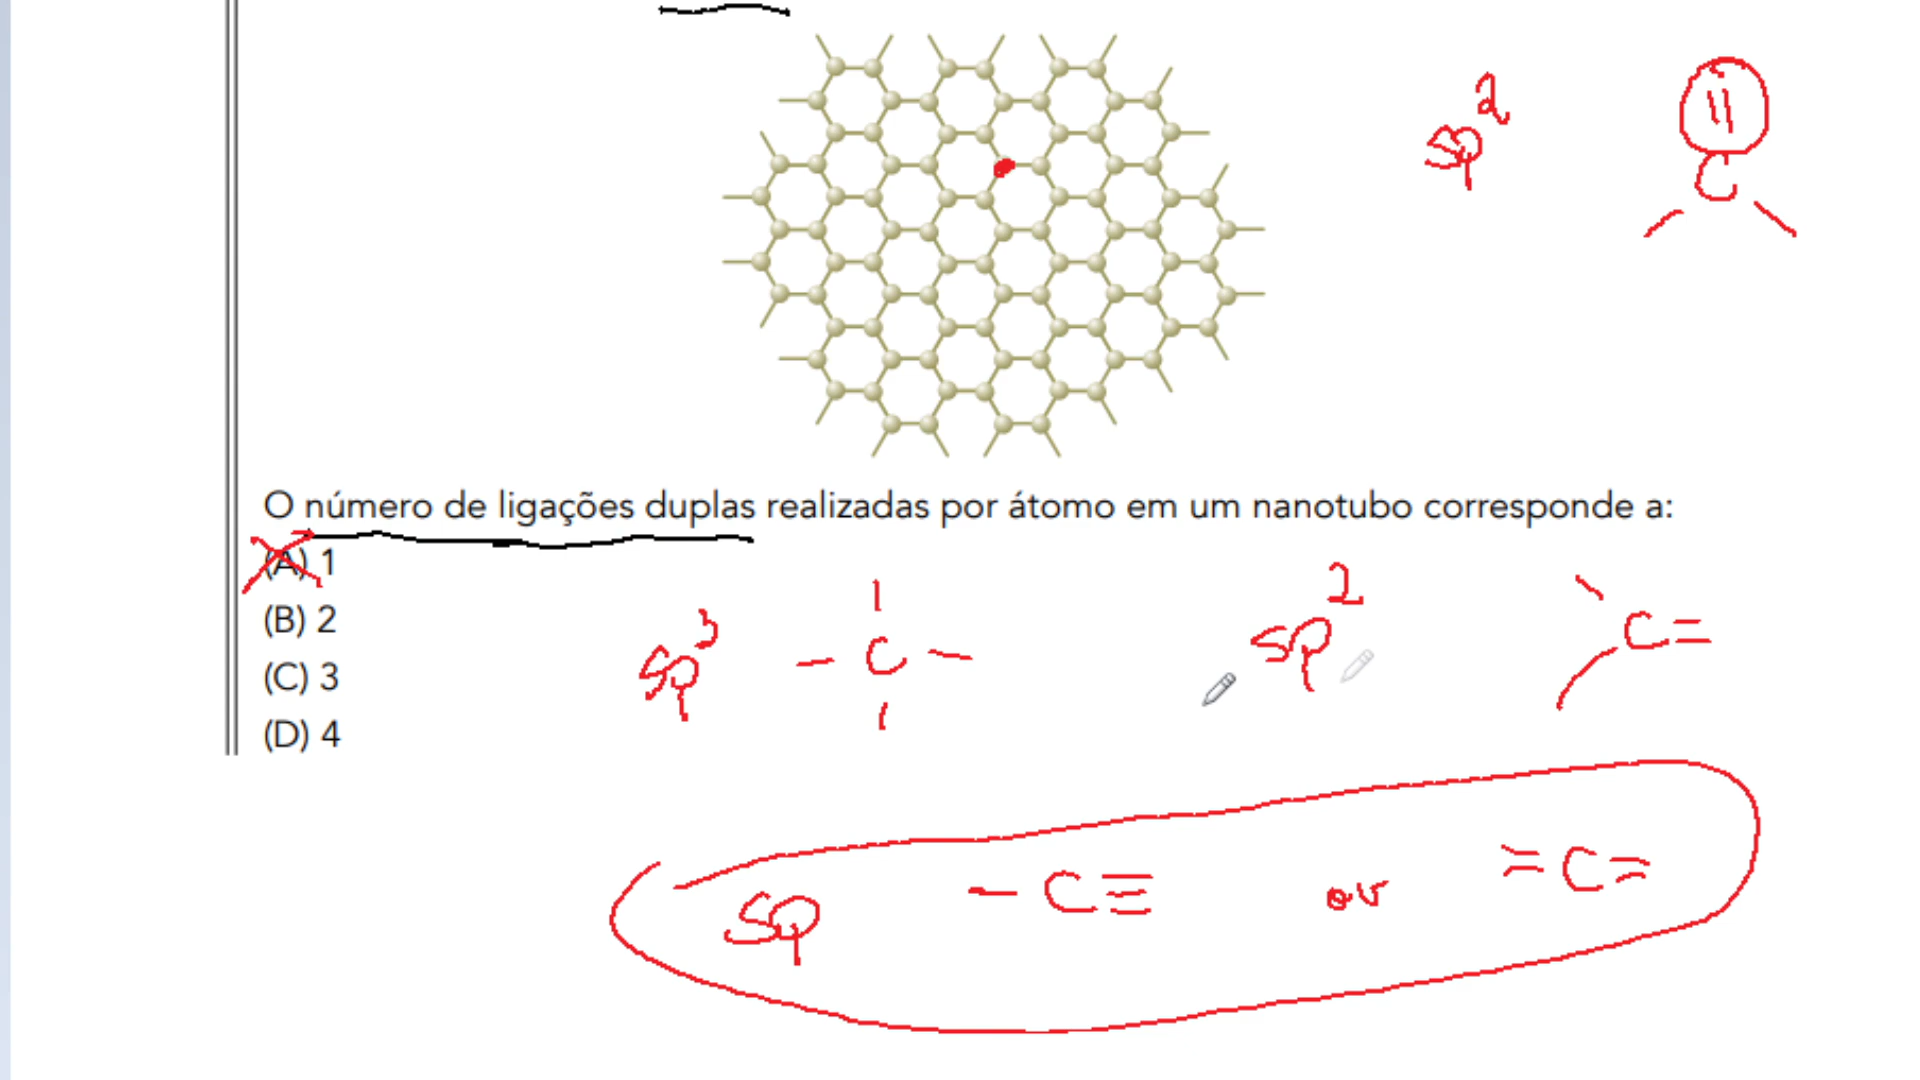 sp²
C
O número de ligações duplas realizadas por átomo em um nanotubo corresponde a:
(A) 1
(B) 2
(C) 3
(D) 4
sp³ – C –
sp² C =
sp – C ≡ ou = C =